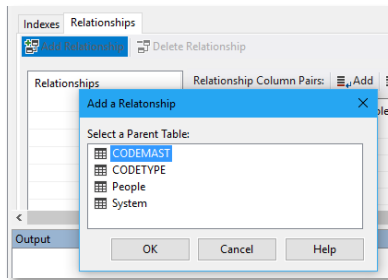 Indexes Relationships
Add Relationship Delete Relationship
Relationships Relationship Column Pairs: Add
Add a Relatonship
Select a Parent Table:
CODEMAST
CODETYPE
People
System
Output
OK Cancel Help